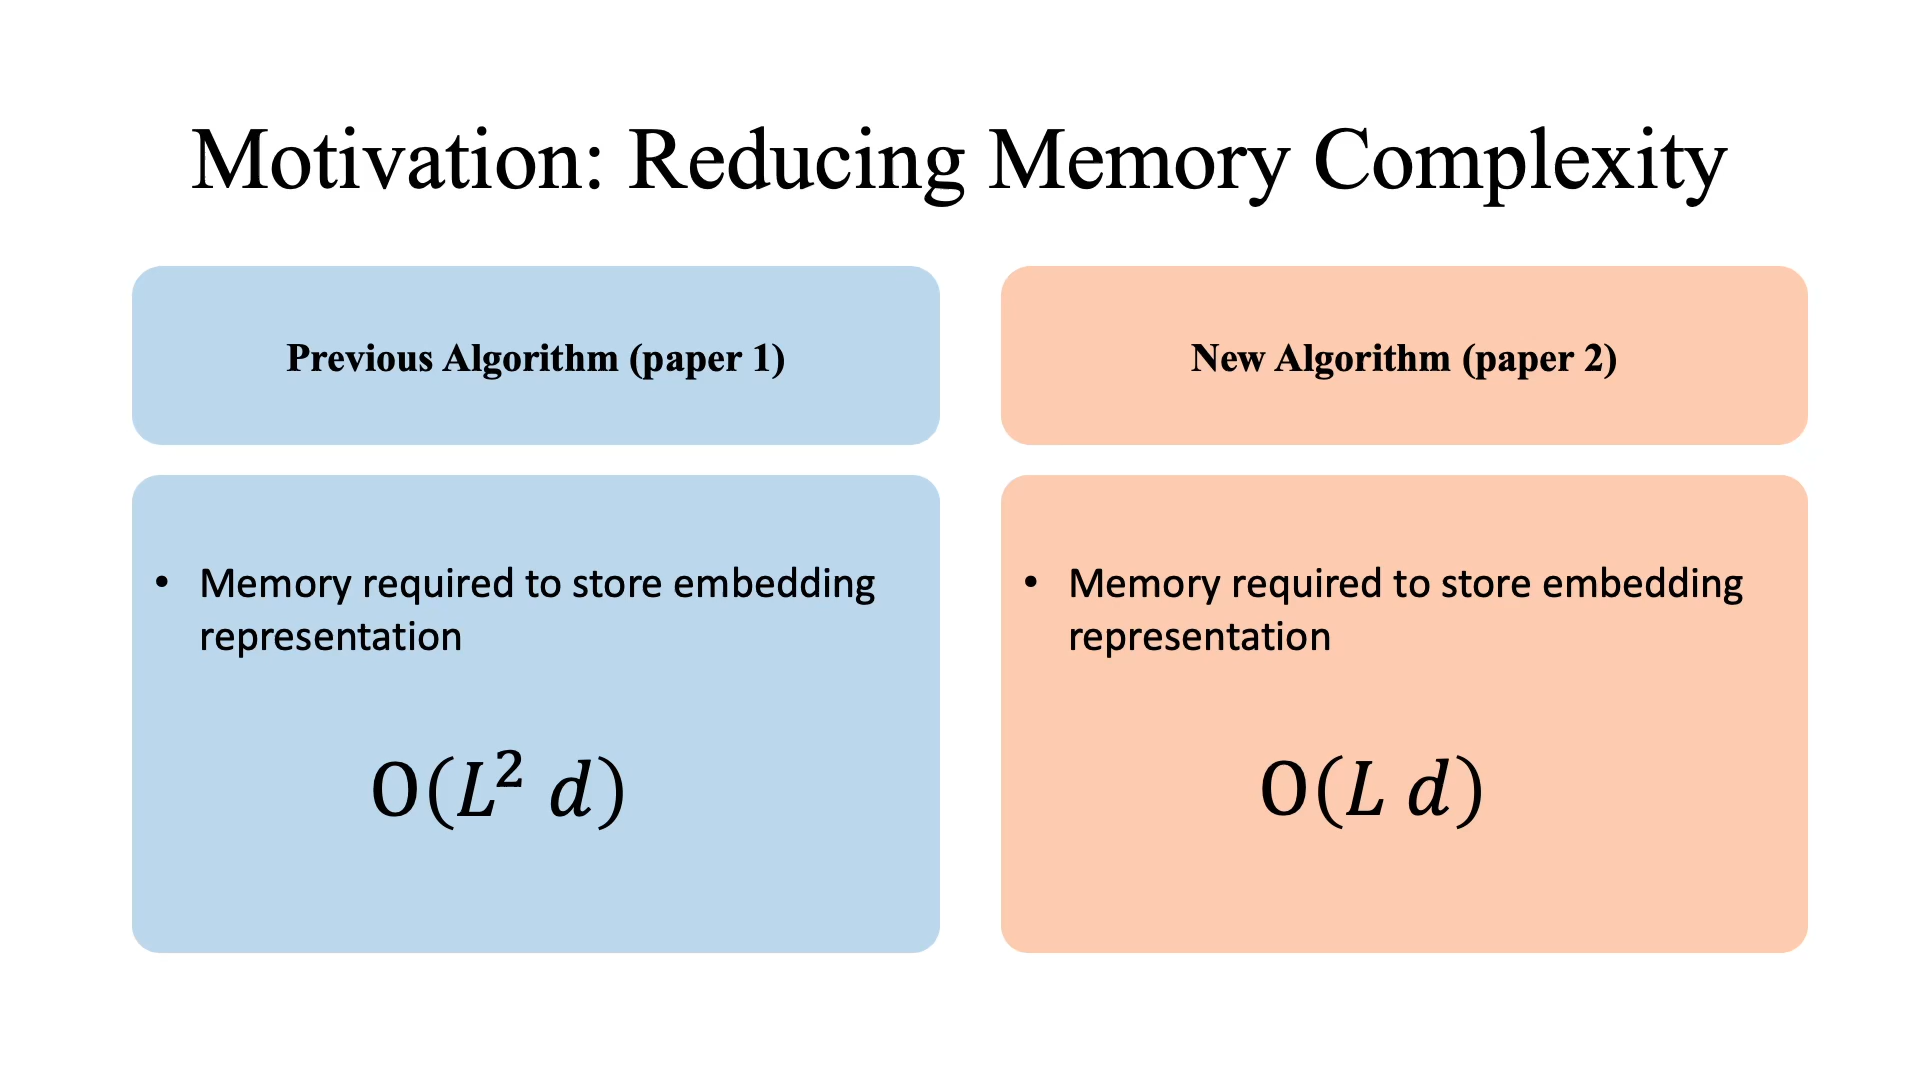 Motivation: Reducing Memory Complexity
Previous Algorithm (paper 1)
New Algorithm (paper 2)
• Memory required to store embedding
representation
O(L² d)
• Memory required to store embedding
representation
O(L d)